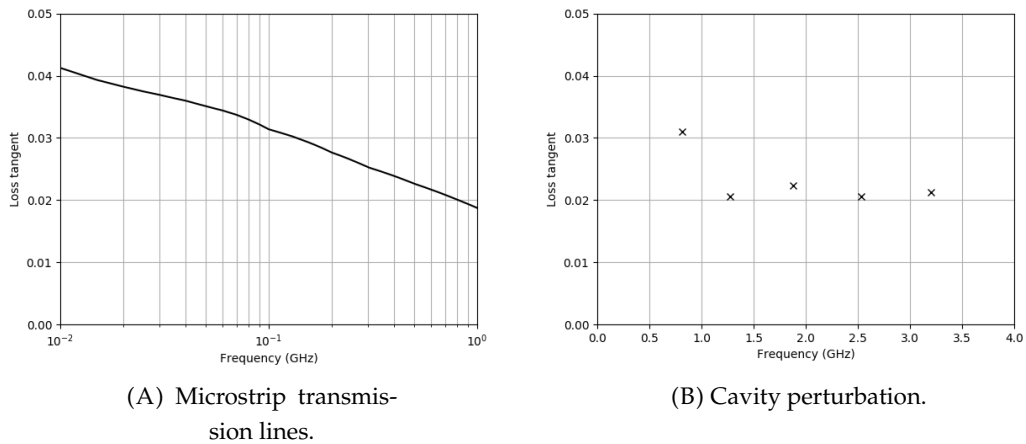 0.05
0.04
0.03
0.02
0.01
0.00
Loss tangent
10⁻²
10⁻¹
10⁰
Frequency (GHz)
(A) Microstrip transmis-
sion lines.
0.05
0.04
0.03
0.02
0.01
0.00
Loss tangent
0.0 0.5 1.0 1.5 2.0 2.5 3.0 3.5 4.0
Frequency (GHz)
(B) Cavity perturbation.